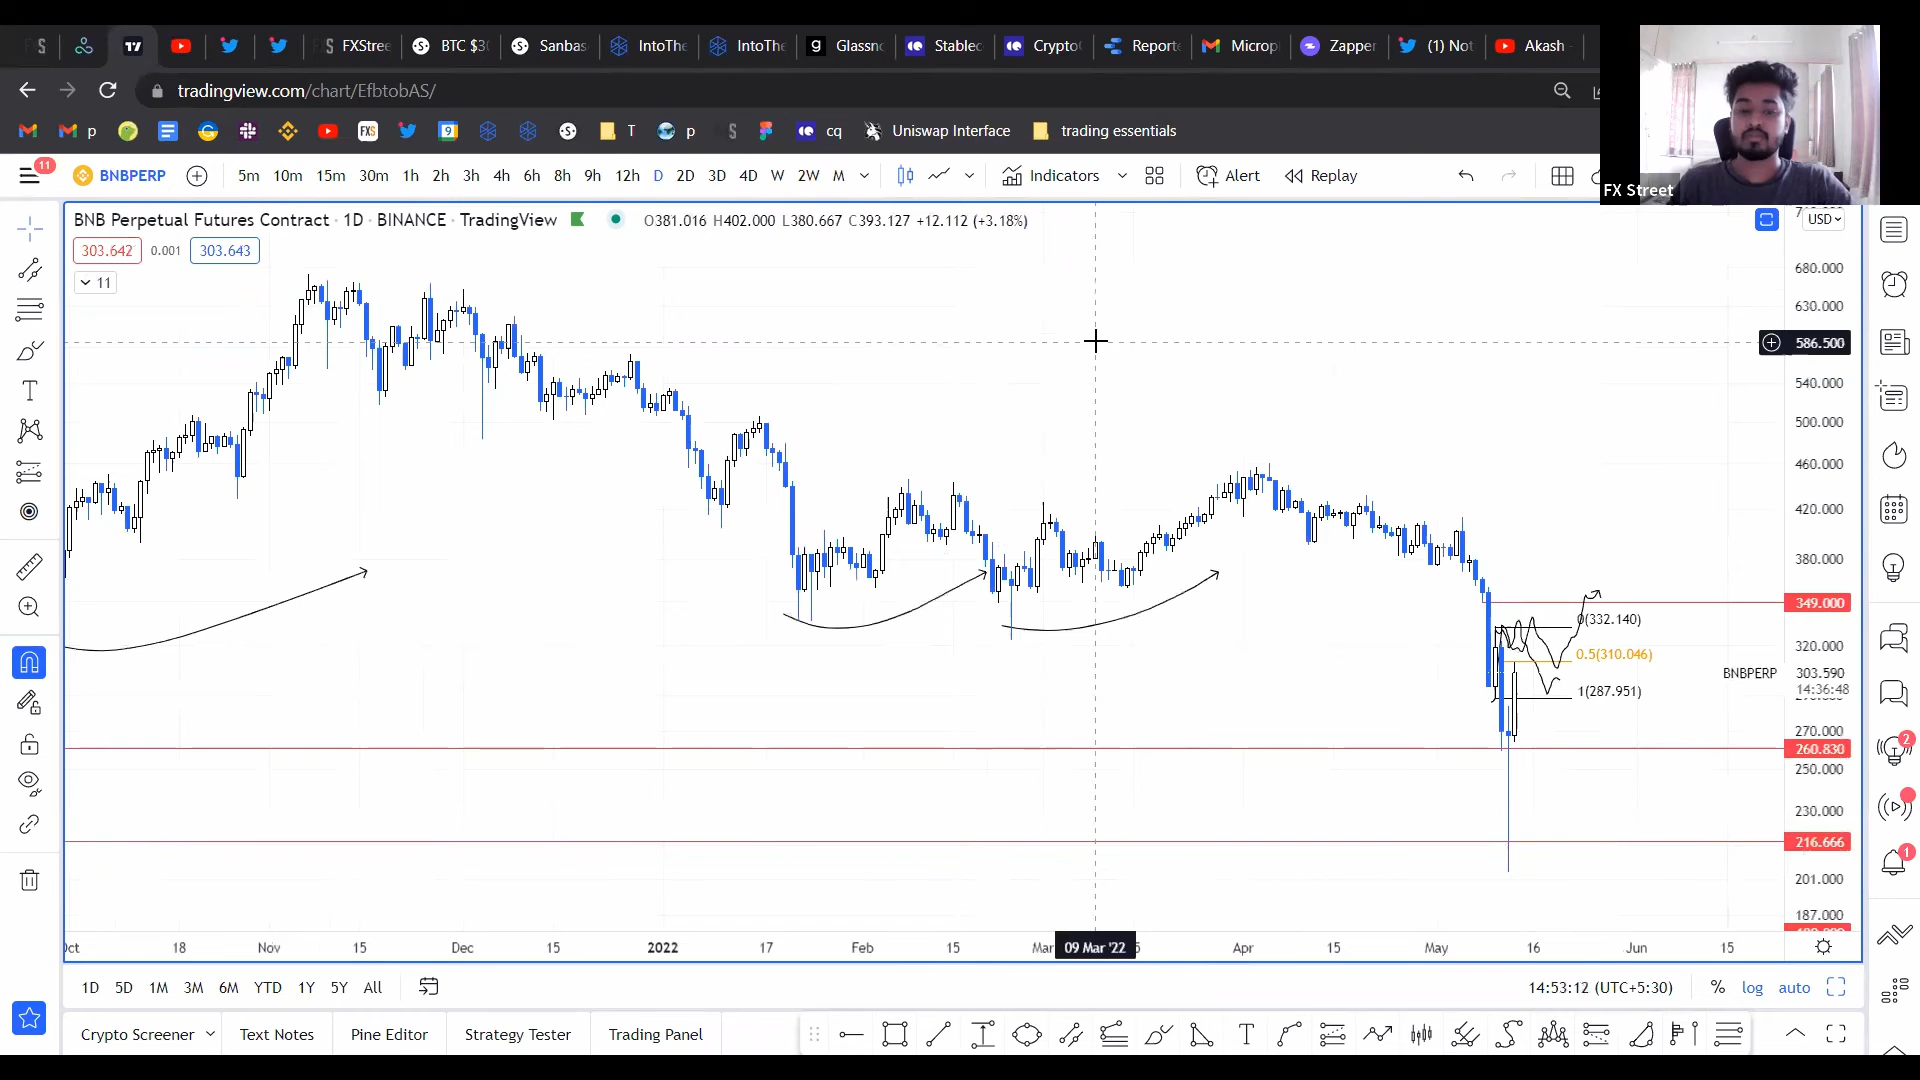 FXStree
BTC $30
Sanbas
IntoThe
IntoThe
Glassn
Stablec
Crypto
Reporte
Microp
Zapper
(1) Not
Akash
tradingview.com/chart/EfbtobAS/
p
T
p
cq
Uniswap Interface
trading essentials
FX Street
11
BNBPERP
5m 10m 15m 30m 1h 2h 3h 4h 6h 8h 9h 12h D 2D 3D 4D W 2W M
Indicators
Alert
Replay
BNB Perpetual Futures Contract · 1D · BINANCE · TradingView
O381.016 H402.000 L380.667 C393.127 +12.112 (+3.18%)
USD
303.642 0.001 303.643
11
680.000
630.000
586.500
540.000
500.000
460.000
420.000
380.000
349.000
0(332.140)
320.000
0.5(310.046)
BNBPERP 303.590
14:36:48
1(287.951)
270.000
260.830
250.000
230.000
216.666
201.000
187.000
2
1
18 Nov 15 Dec 15 2022 17 Feb 15 Mar 09 Mar '22 Apr 15 May 16 Jun 15
1D 5D 1M 3M 6M YTD 1Y 5Y All
14:53:12 (UTC+5:30) % log auto
Crypto Screener Text Notes Pine Editor Strategy Tester Trading Panel